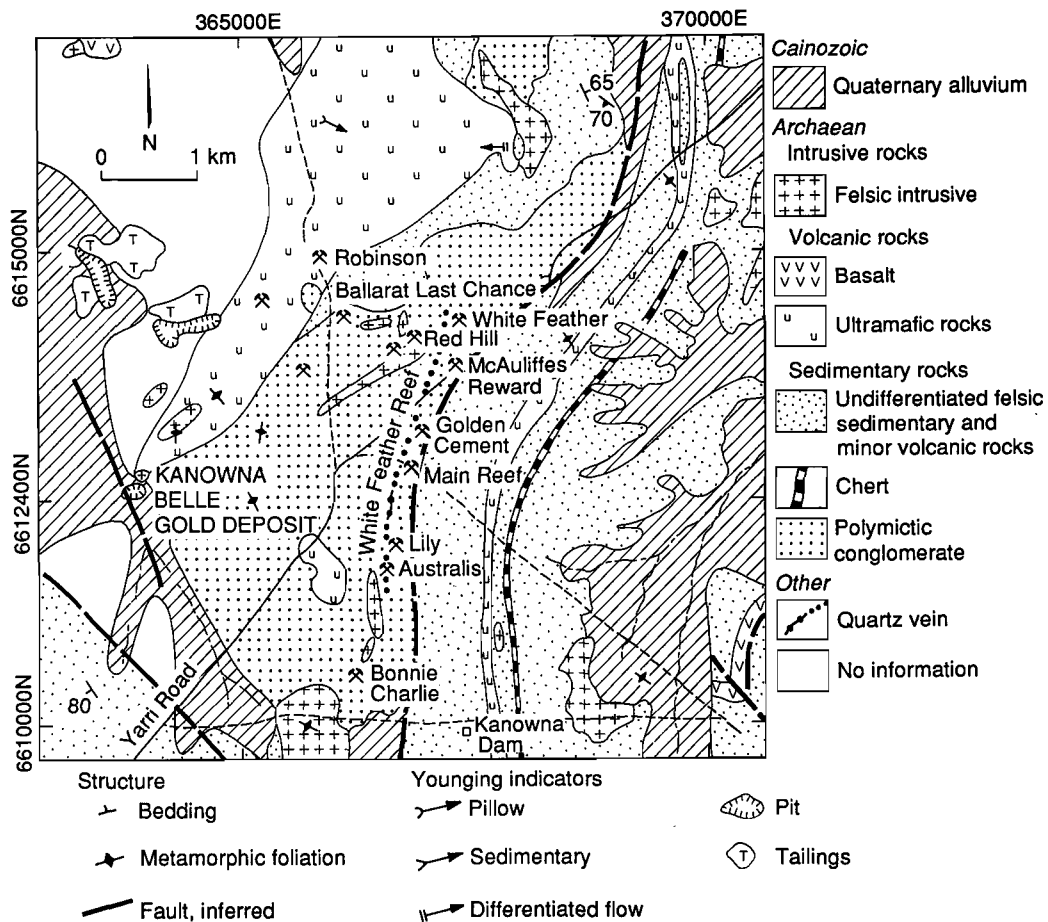 365000E
370000E
6615000N
6612400N
6610000N
N
0 1 km
65
70
80
Robinson
Ballarat Last Chance
White Feather
Red Hill
McAuliffes
Reward
Golden
Cement
Main Reef
White Feather Reef
KANOWNA
BELLE
GOLD DEPOSIT
Lily
Australis
Bonnie
Charlie
Kanowna
Dam
Yarri Road
T
T
T
T
T
Cainozoic
Quaternary alluvium
Archaean
Intrusive rocks
Felsic intrusive
Volcanic rocks
Basalt
Ultramafic rocks
Sedimentary rocks
Undifferentiated felsic
sedimentary and
minor volcanic rocks
Chert
Polymictic
conglomerate
Other
Quartz vein
No information
Structure
Bedding
Metamorphic foliation
Fault, inferred
Younging indicators
Pillow
Sedimentary
Differentiated flow
Pit
T
Tailings